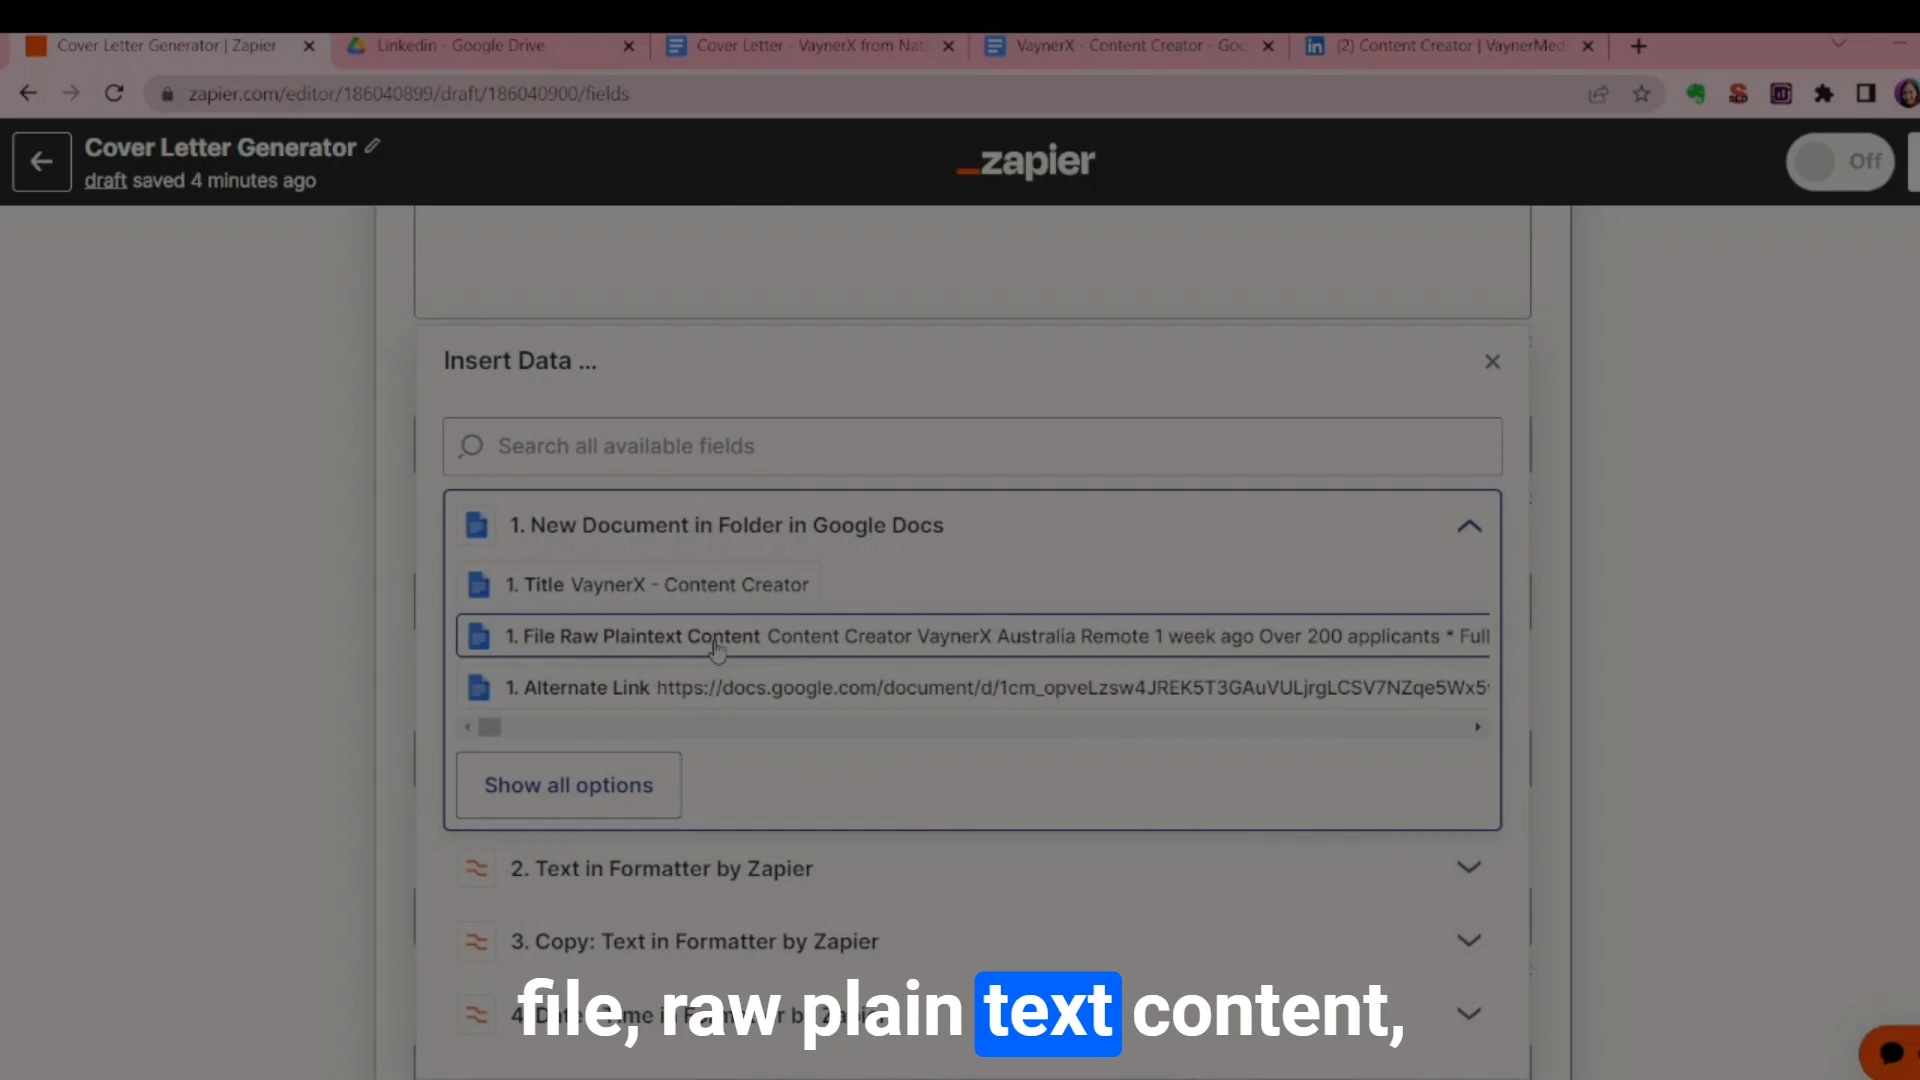 Cover Letter Generator | Zapier
Linkedin - Google Drive
Cover Letter - VaynerX from Nat
VaynerX - Content Creator - Goo
(2) Content Creator | VaynerMed
zapier.com/editor/186040899/draft/186040900/fields
Cover Letter Generator
draft saved 4 minutes ago
zapier
Off
Insert Data ...
Search all available fields
1. New Document in Folder in Google Docs
1. Title VaynerX - Content Creator
1. File Raw Plaintext Content Content Creator VaynerX Australia Remote 1 week ago Over 200 applicants * Full
1. Alternate Link https://docs.google.com/document/d/1cm_opveLzsw4JREK5T3GAuVULjrgLCSV7NZqe5Wx5
Show all options
2. Text in Formatter by Zapier
3. Copy: Text in Formatter by Zapier
file, raw plain text content,